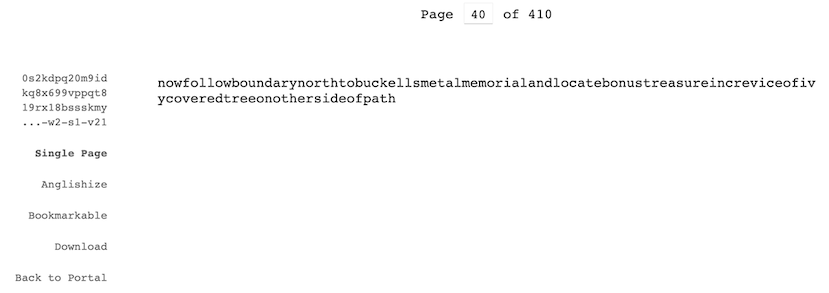 Page 40 of 410
0s2kdpq20m9id
kq8x699vppqt8
l9rx18bssskmy
...-w2-s1-v21
nowfollowboundarynorthtobuckellsmetalmemorialandlocatebonustreasureincreviceofiv
ycoveredtreeonothersideofpath
Single Page
Anglishize
Bookmarkable
Download
Back to Portal